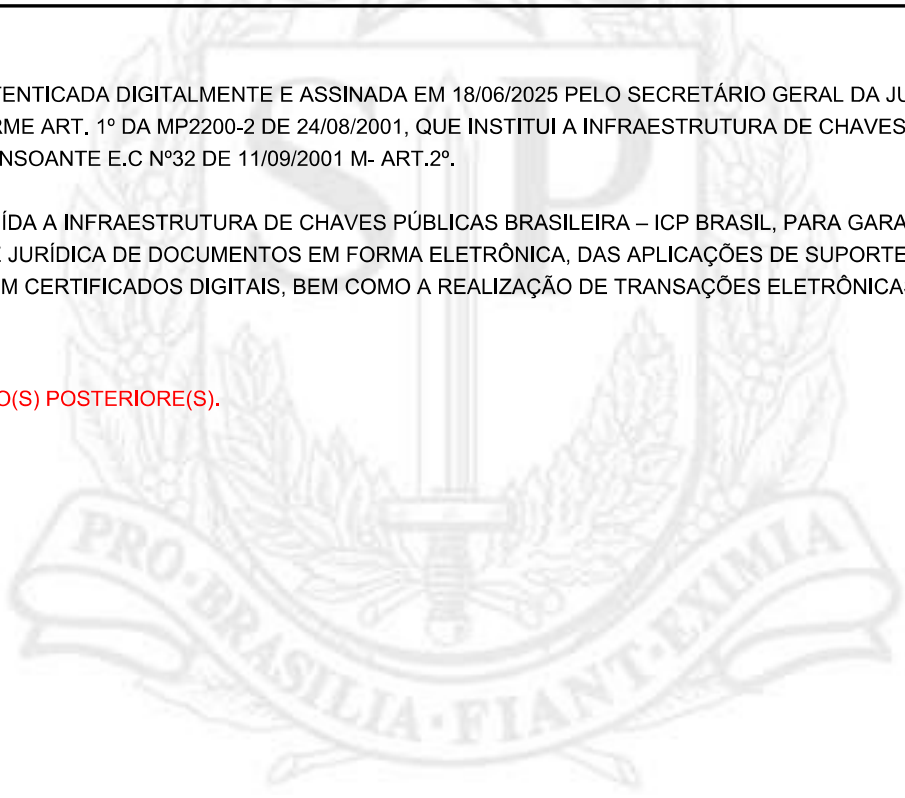 TENTICADA DIGITALMENTE E ASSINADA EM 18/06/2025 PELO SECRETÁRIO GERAL DA JU
RME ART. 1º DA MP2200-2 DE 24/08/2001, QUE INSTITUI A INFRAESTRUTURA DE CHAVES
NSOANTE E.C Nº32 DE 11/09/2001 M- ART.2º.
ÍDA A INFRAESTRUTURA DE CHAVES PÚBLICAS BRASILEIRA – ICP BRASIL, PARA GARA
E JURÍDICA DE DOCUMENTOS EM FORMA ELETRÔNICA, DAS APLICAÇÕES DE SUPORTE
M CERTIFICADOS DIGITAIS, BEM COMO A REALIZAÇÃO DE TRANSAÇÕES ELETRÔNICAS
O(S) POSTERIORE(S).
SP
PRO·BRASILIA·FIANT·EXIMIA